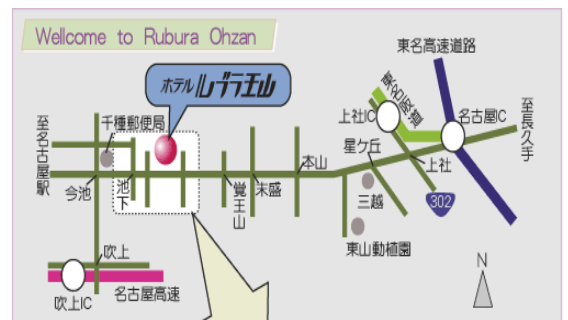 Wellcome to Rubura Ohzan
ホテルルブラ王山
東名高速道路
東名阪道
上社IC
名古屋IC
至長久手
至名古屋駅
千種郵便局
星ケ丘
本山
上社
今池
池下
覚王山
末盛
三越
302
東山動植園
吹上
N
吹上IC
名古屋高速